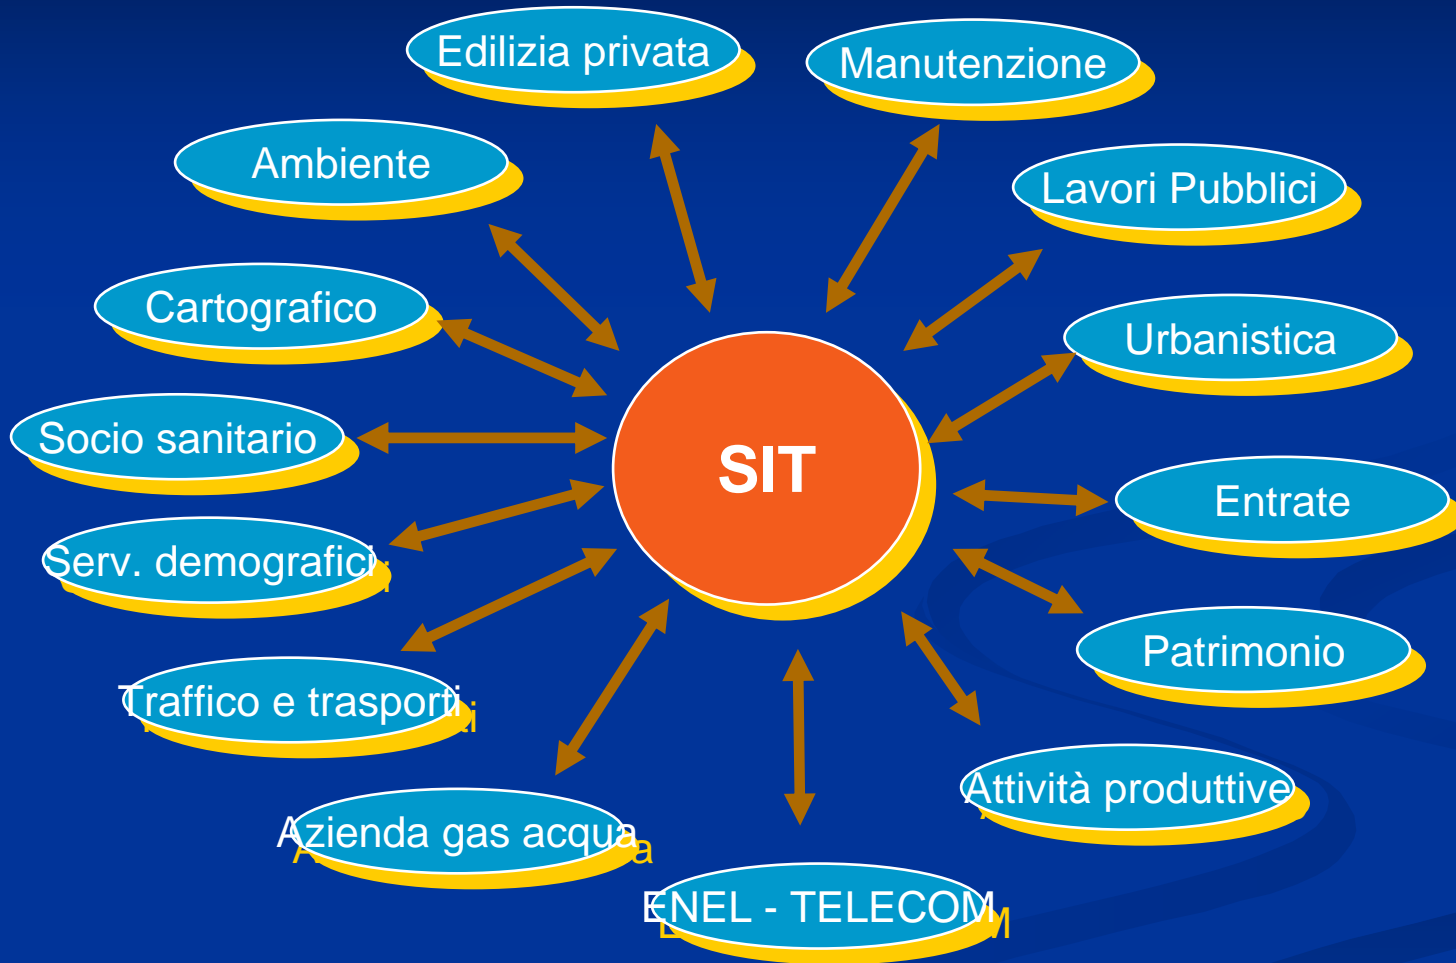 Edilizia privata
Manutenzione
Ambiente
Lavori Pubblici
Cartografico
Urbanistica
Socio sanitario
SIT
Entrate
Serv. demografici
Patrimonio
Traffico e trasporti
Attività produttive
Azienda gas acqua
ENEL - TELECOM